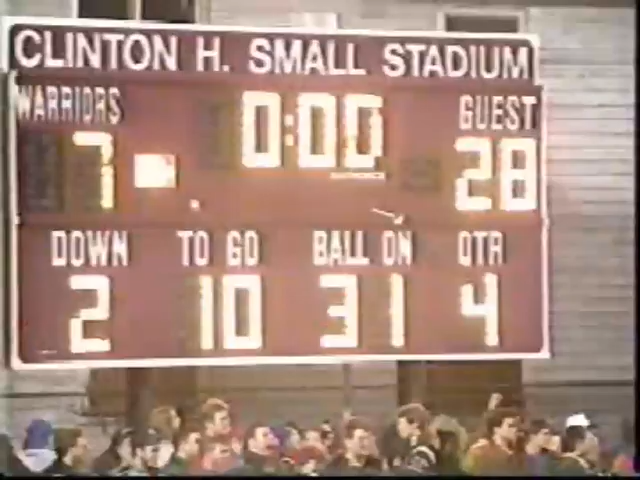 CLINTON H. SMALL STADIUM
WARRIORS 0:00 GUEST
7 28
DOWN TO GO BALL ON QTR
2 10 31 4